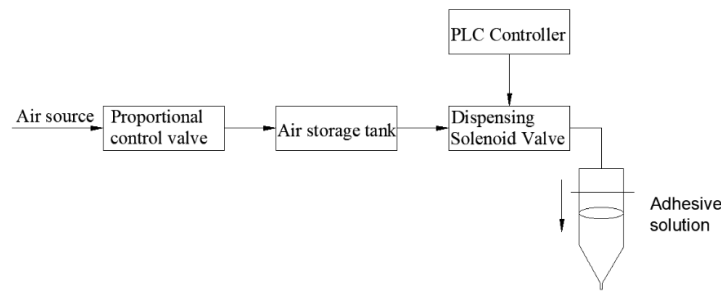 PLC Controller
Air source
Proportional
control valve
Air storage tank
Dispensing
Solenoid Valve
Adhesive
solution